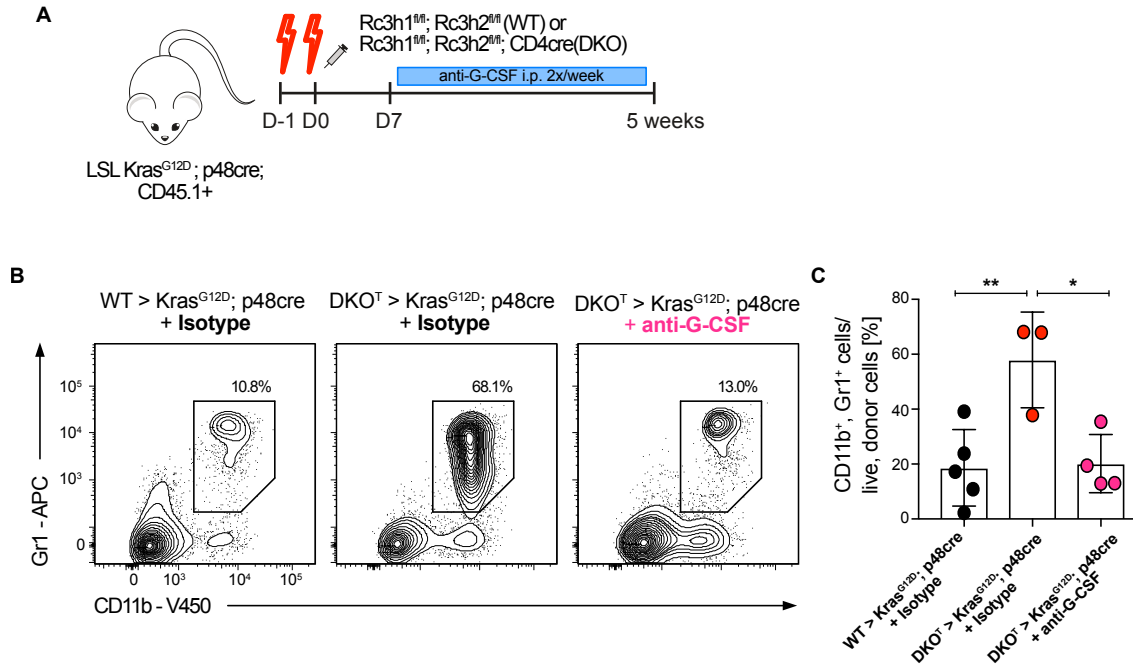 A
Rc3h1fl/fl; Rc3h2fl/fl (WT) or
Rc3h1fl/fl; Rc3h2fl/fl; CD4cre(DKO)
anti-G-CSF i.p. 2x/week
D-1 D0 D7 5 weeks
LSL KrasG12D ; p48cre;
CD45.1+
B
WT > KrasG12D; p48cre
+ Isotype
DKOT > KrasG12D; p48cre
+ Isotype
DKOT > KrasG12D; p48cre
+ anti-G-CSF
10.8%
68.1%
13.0%
Gr1 - APC
10⁵
10⁴
10³
0
0 10³ 10⁴ 10⁵
CD11b - V450
C
** *
CD11b+, Gr1+ cells/
live, donor cells [%]
80
60
40
20
0
WT > KrasG12D; p48cre
+ Isotype
DKOT > KrasG12D; p48cre
+ Isotype
DKOT > KrasG12D; p48cre
+ anti-G-CSF